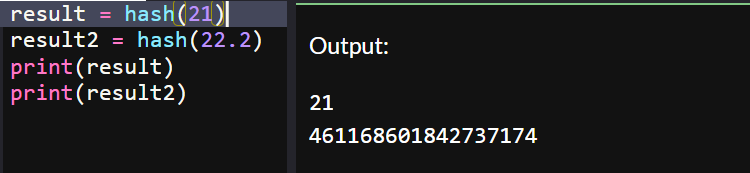 result = hash(21)
result2 = hash(22.2)
print(result)
print(result2)
Output:
21
461168601842737174